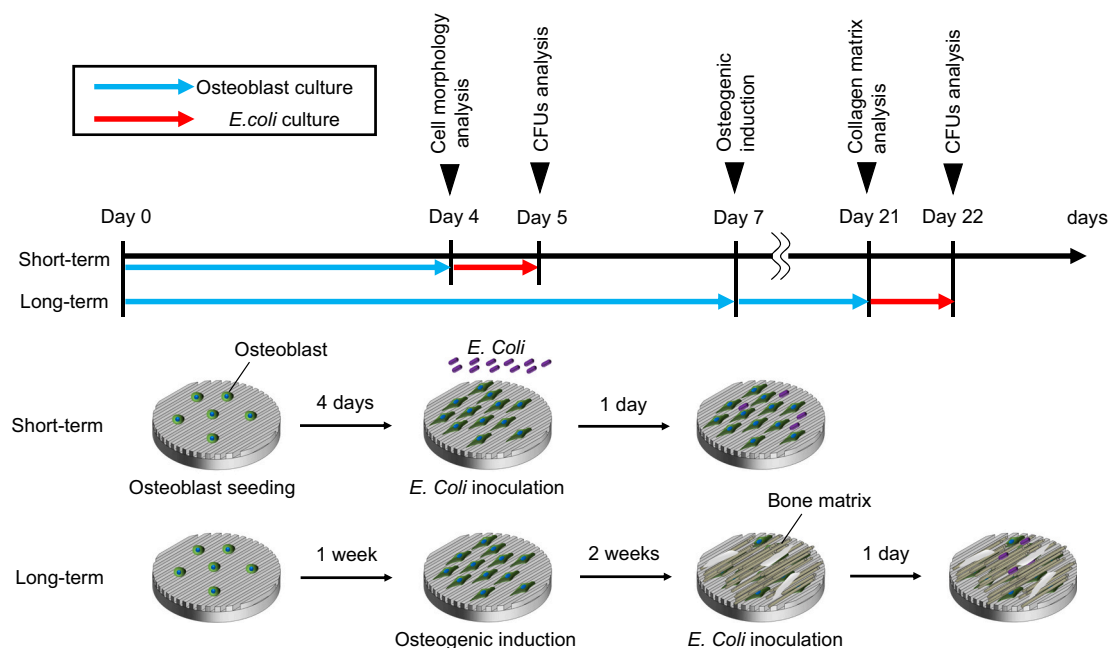 Osteoblast culture
E.coli culture
Cell morphology
analysis
CFUs analysis
Osteogenic
induction
Collagen matrix
analysis
CFUs analysis
Day 0
Day 4
Day 5
Day 7
Day 21
Day 22
days
Short-term
Long-term
Osteoblast
E. Coli
Short-term
4 days
1 day
Osteoblast seeding
E. Coli inoculation
Bone matrix
Long-term
1 week
2 weeks
1 day
Osteogenic induction
E. Coli inoculation